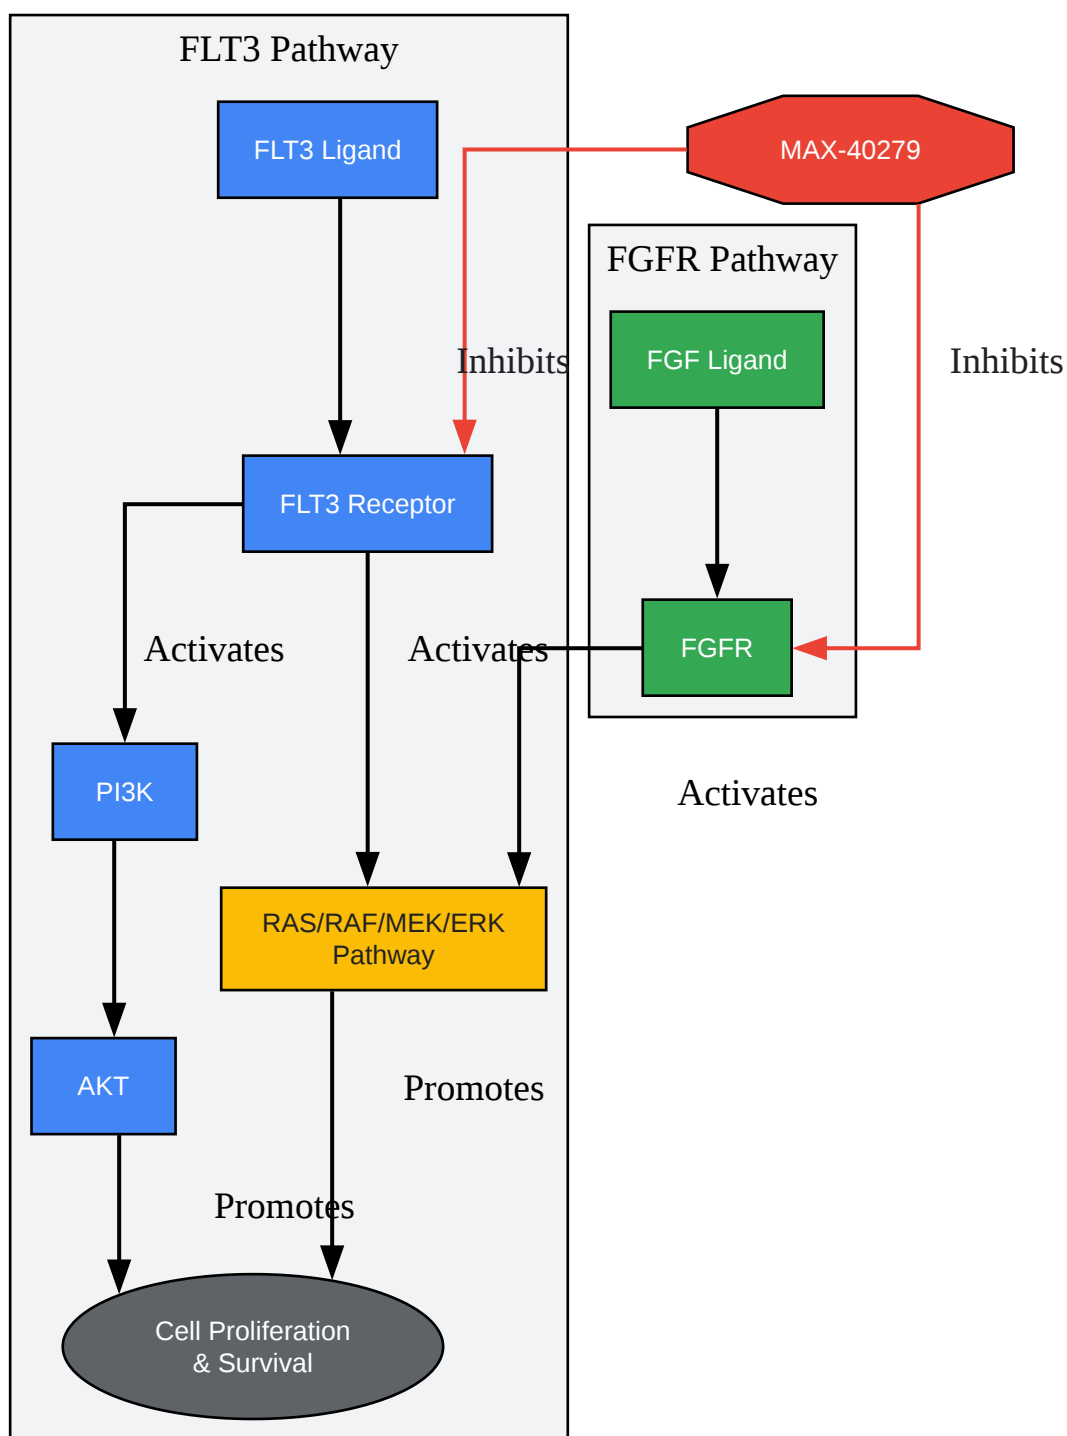 FLT3 Pathway
FLT3 Ligand
MAX-40279
FGFR Pathway
Inhibits
FGF Ligand
Inhibits
FLT3 Receptor
Activates
Activates
FGFR
PI3K
Activates
RAS/RAF/MEK/ERK
Pathway
AKT
Promotes
Promotes
Cell Proliferation
& Survival